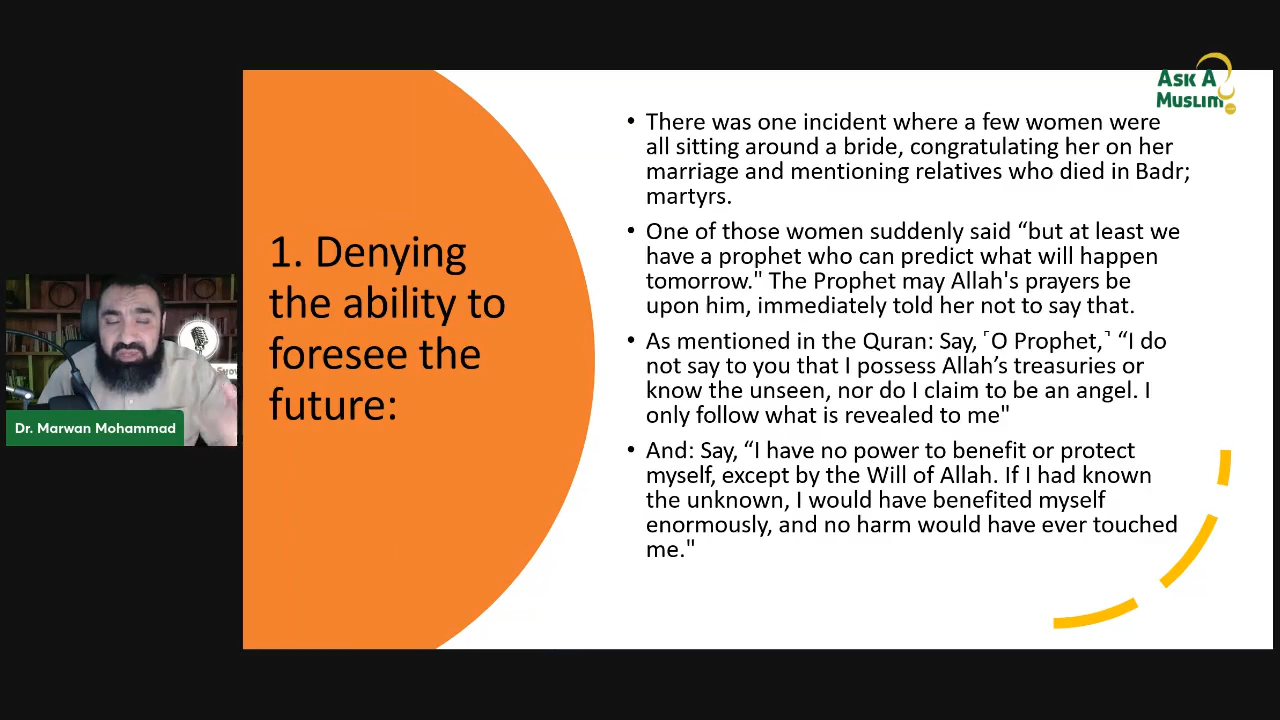 ASK A
MUSLIM
• There was one incident where a few women were
all sitting around a bride, congratulating her on her
marriage and mentioning relatives who died in Badr;
martyrs.
• One of those women suddenly said “but at least we
have a prophet who can predict what will happen
tomorrow." The Prophet may Allah's prayers be
upon him, immediately told her not to say that.
• As mentioned in the Quran: Say, ˹O Prophet,˺ “I do
not say to you that I possess Allah’s treasuries or
know the unseen, nor do I claim to be an angel. I
only follow what is revealed to me"
• And: Say, “I have no power to benefit or protect
myself, except by the Will of Allah. If I had known
the unknown, I would have benefited myself
enormously, and no harm would have ever touched
me."
1. Denying
the ability to
foresee the
future:
Dr. Marwan Mohammad